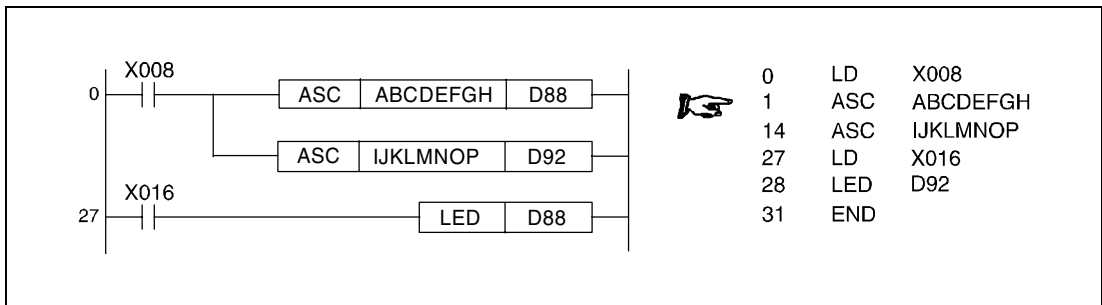 X008
0 ASC ABCDEFGH D88
ASC IJKLMNOP D92
X016
27 LED D88
0 LD X008
1 ASC ABCDEFGH
14 ASC IJKLMNOP
27 LD X016
28 LED D92
31 END